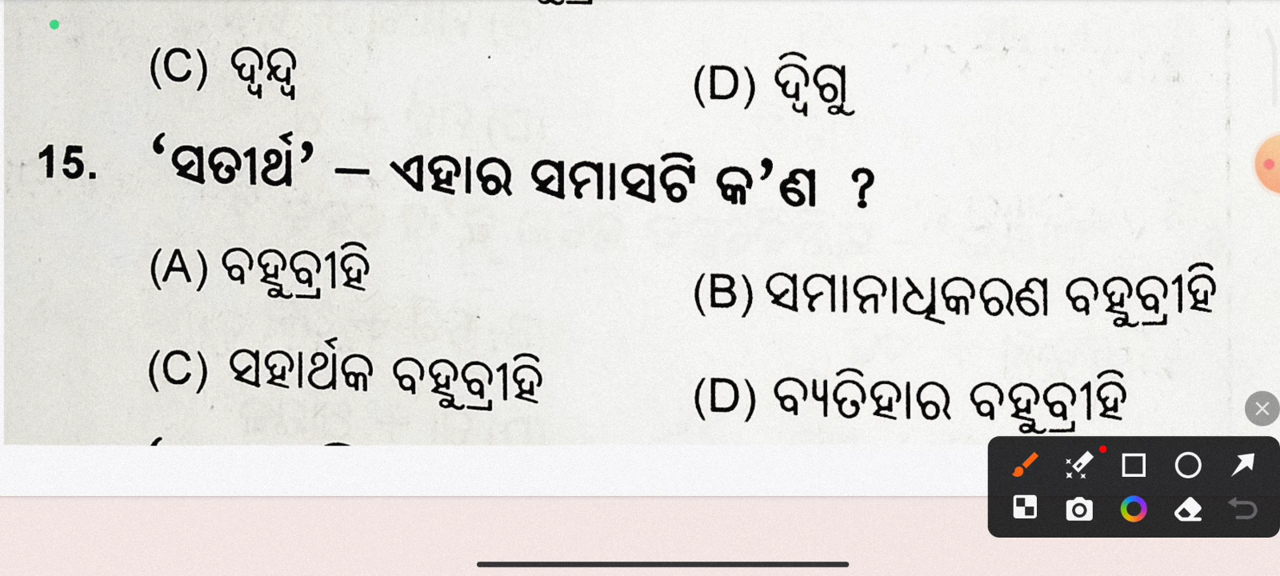 (C) ଦ୍ୱନ୍ଦ୍ୱ (D) ଦ୍ୱିଗୁ
15. ‘ସତୀର୍ଥ’ – ଏହାର ସମାସଟି କ’ଣ ?
(A) ବହୁବ୍ରୀହି (B) ସମାନାଧିକରଣ ବହୁବ୍ରୀହି
(C) ସହାର୍ଥକ ବହୁବ୍ରୀହି (D) ବ୍ୟତିହାର ବହୁବ୍ରୀହି